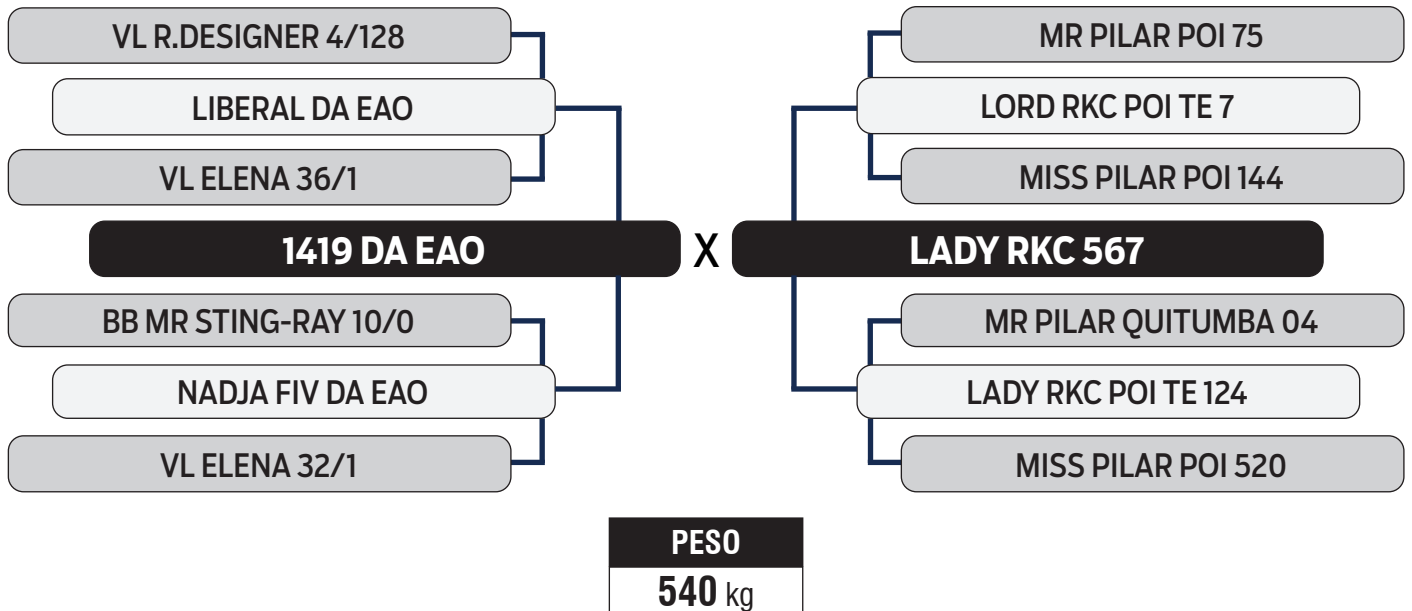 VL R.DESIGNER 4/128
LIBERAL DA EAO
VL ELENA 36/1
1419 DA EAO
BB MR STING-RAY 10/0
NADJA FIV DA EAO
VL ELENA 32/1
X
MR PILAR POI 75
LORD RKC POI TE 7
MISS PILAR POI 144
LADY RKC 567
MR PILAR QUITUMBA 04
LADY RKC POI TE 124
MISS PILAR POI 520
PESO
540 kg